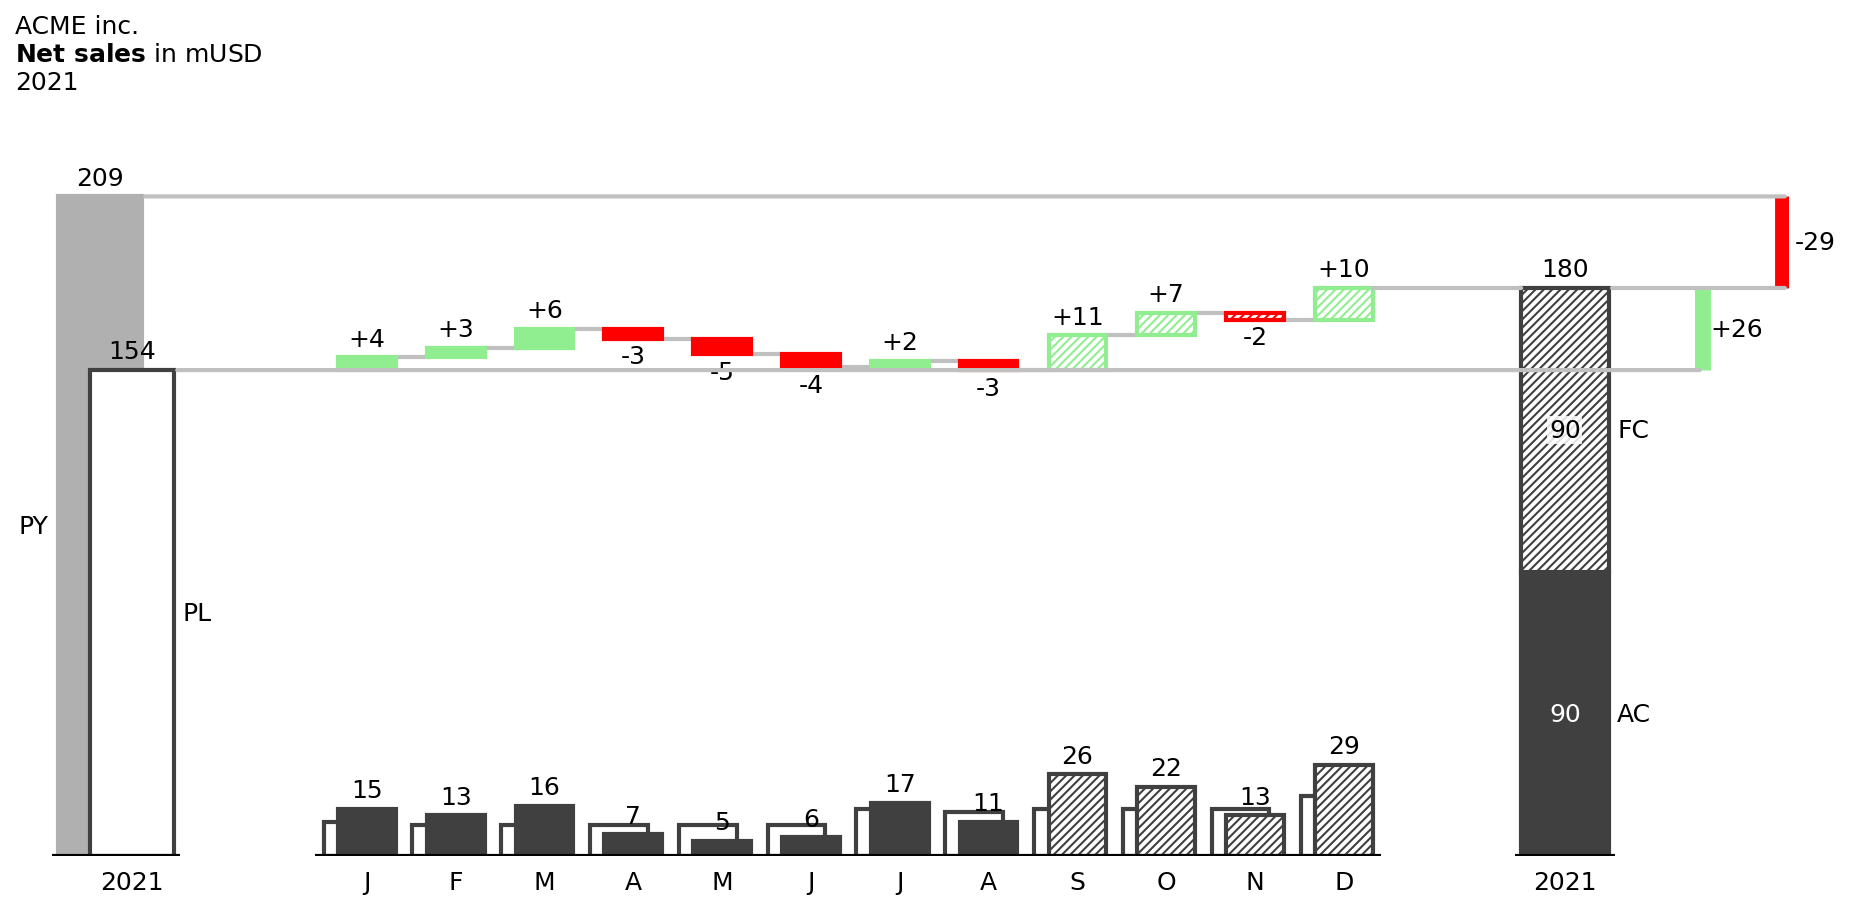 ACME inc.
Net sales in mUSD
2021
209
-29
+10 180
+7
+6
+11 +26
+3 +2
+4 -2
154 -3
-5 -4 -3
90 FC
PY
PL
90 AC
26 29
22
15 13 16 17 13
7 5 6 11
2021 J F M A M J J A S O N D 2021